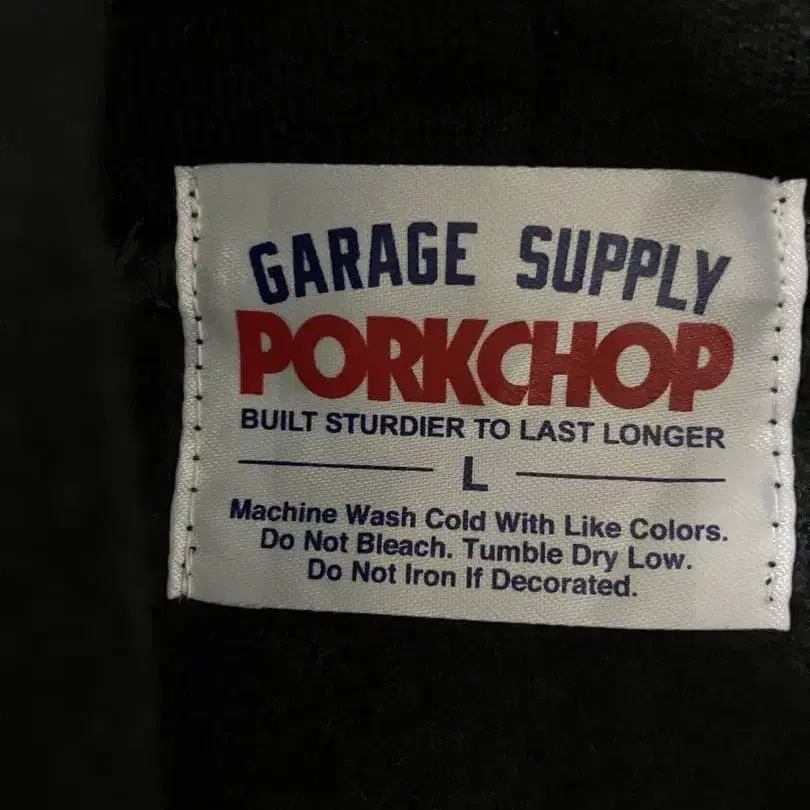 GARAGE SUPPLY
PORKCHOP
BUILT STURDIER TO LAST LONGER
L
Machine Wash Cold With Like Colors.
Do Not Bleach. Tumble Dry Low.
Do Not Iron If Decorated.